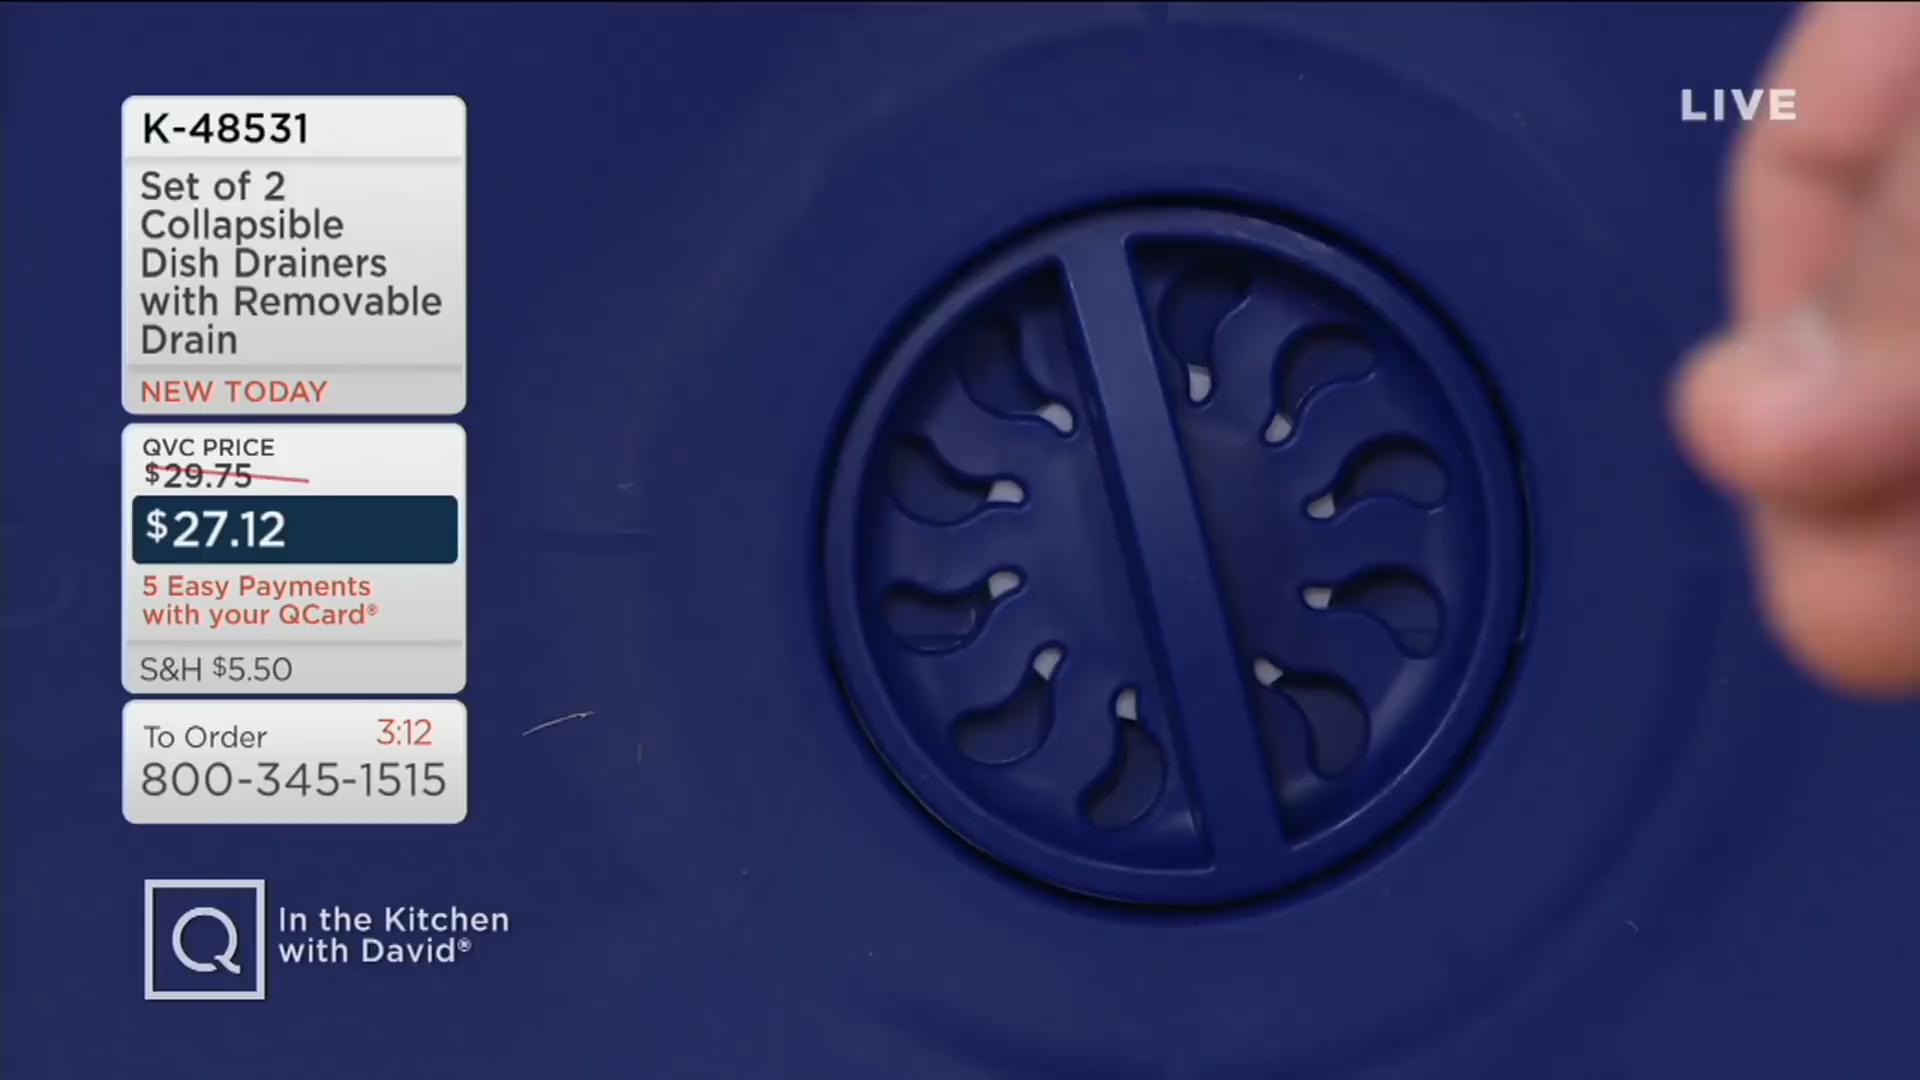 K-48531
Set of 2
Collapsible
Dish Drainers
with Removable
Drain
NEW TODAY
QVC PRICE
$29.75
$27.12
5 Easy Payments
with your QCard®
S&H $5.50
To Order 3:12
800-345-1515
Q
In the Kitchen
with David®
LIVE